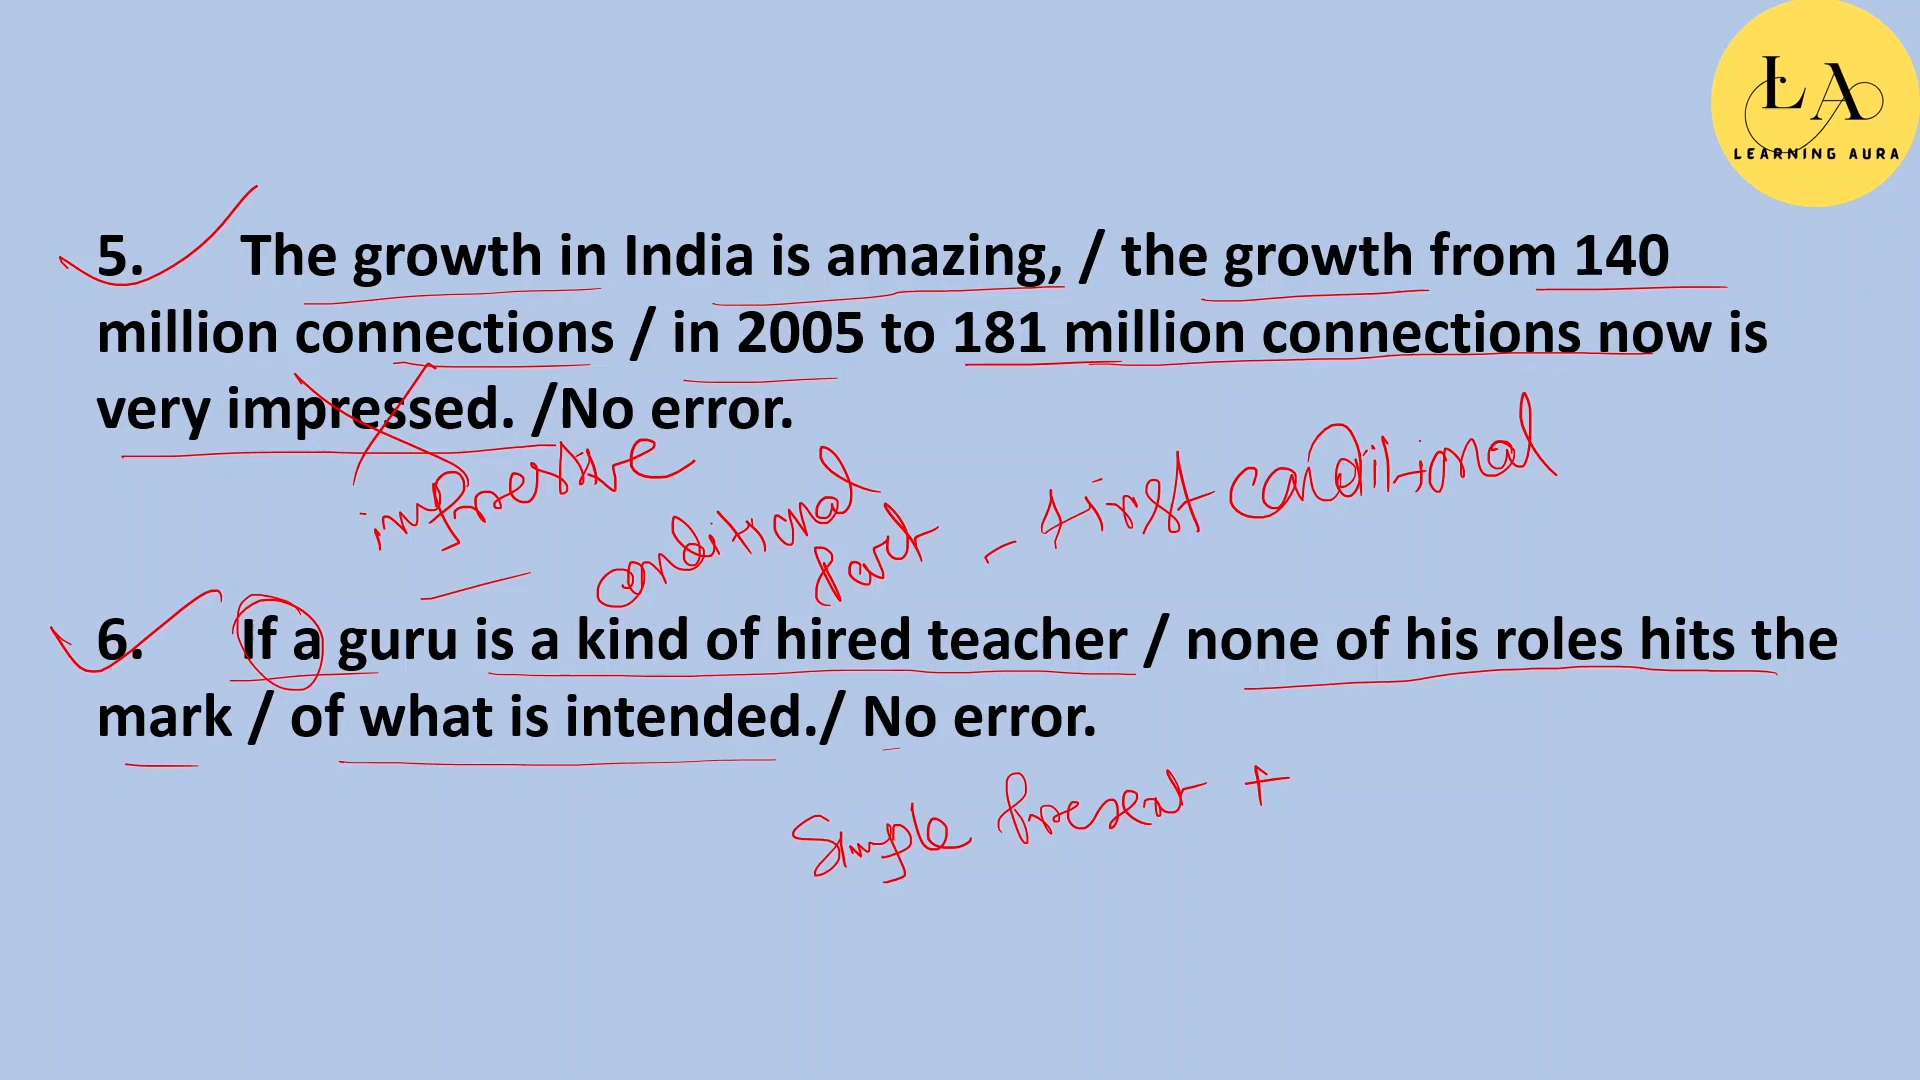 LA
LEARNING AURA
5. The growth in India is amazing, / the growth from 140
million connections / in 2005 to 181 million connections now is
very impressed. /No error.
impressive
conditional
Part - first conditional
6. If a guru is a kind of hired teacher / none of his roles hits the
mark / of what is intended./ No error.
Simple Present +